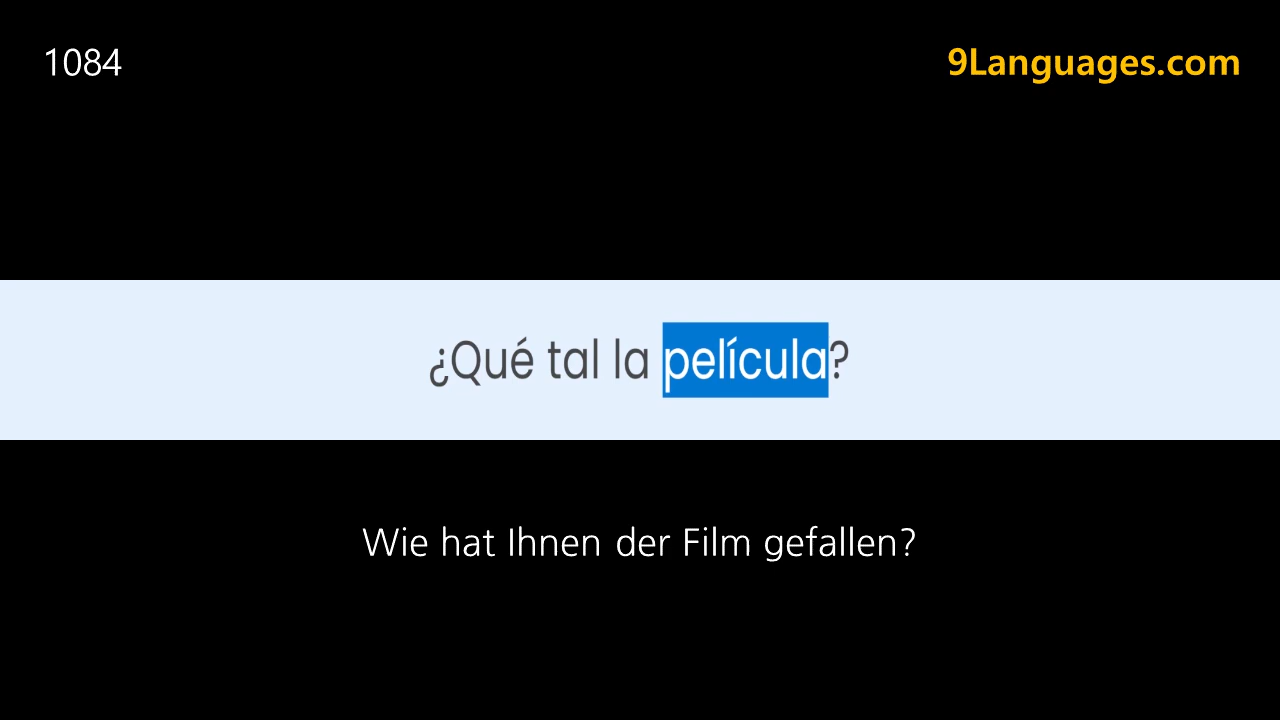 1084
9Languages.com
¿Qué tal la película?
Wie hat Ihnen der Film gefallen?